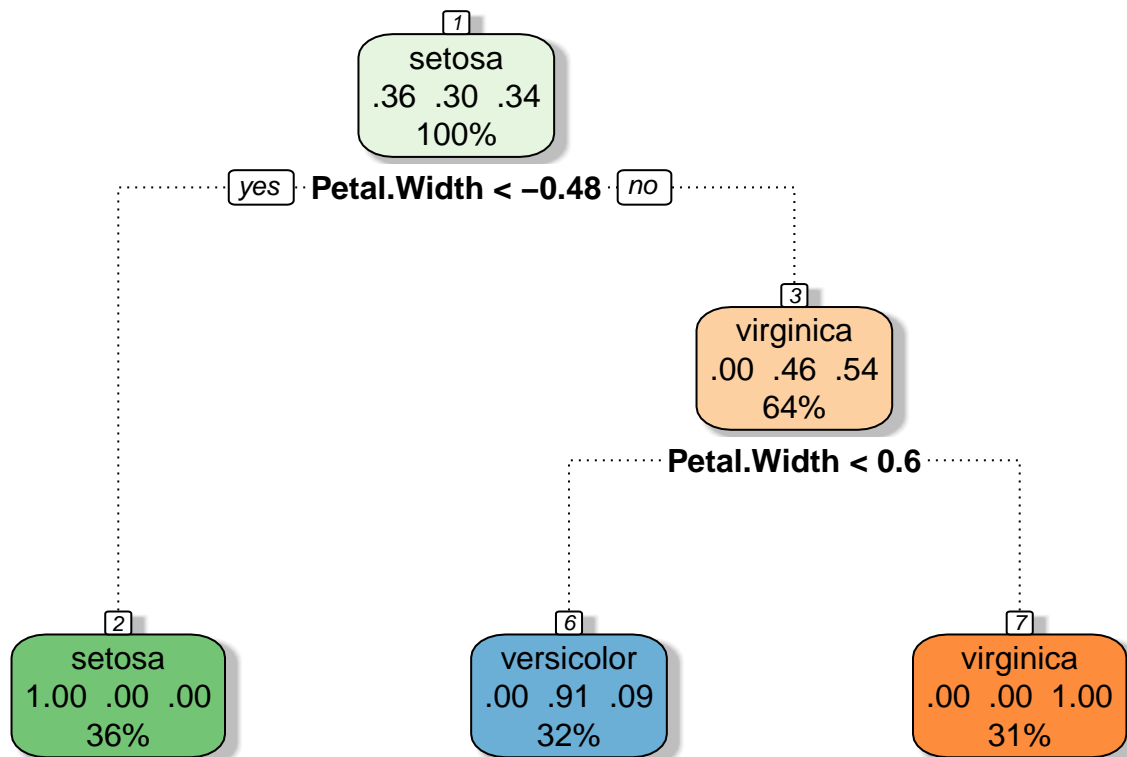 1
setosa
.36 .30 .34
100%
yes Petal.Width < −0.48 no
3
virginica
.00 .46 .54
64%
Petal.Width < 0.6
2
setosa
1.00 .00 .00
36%
6
versicolor
.00 .91 .09
32%
7
virginica
.00 .00 1.00
31%